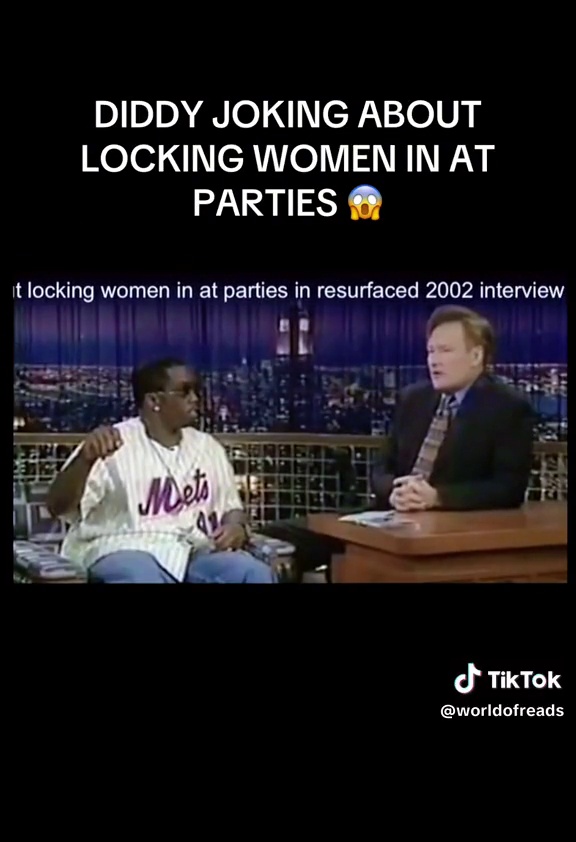 DIDDY JOKING ABOUT
LOCKING WOMEN IN AT
PARTIES 😱
t locking women in at parties in resurfaced 2002 interview
Mets
TikTok
@worldofreads